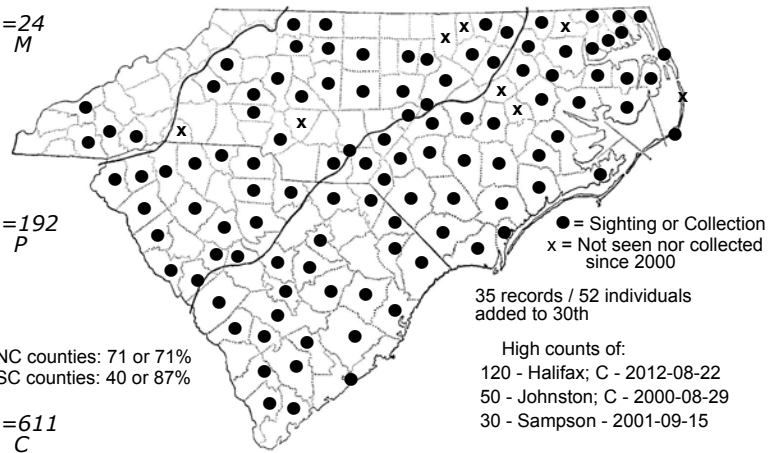 =24
M
=192
P
● = Sighting or Collection
x = Not seen nor collected
since 2000
35 records / 52 individuals
added to 30th
NC counties: 71 or 71%
SC counties: 40 or 87%
High counts of:
120 - Halifax; C - 2012-08-22
50 - Johnston; C - 2000-08-29
30 - Sampson - 2001-09-15
=611
C